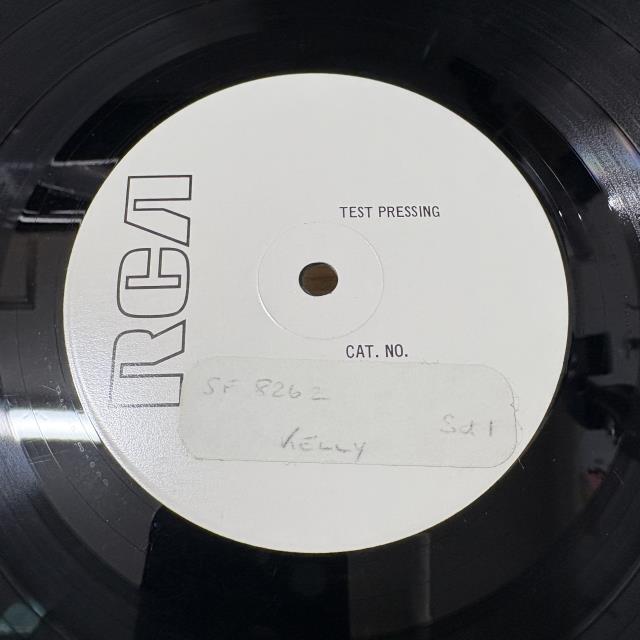 RCA
TEST PRESSING
CAT. NO.
SF 8262
Sd 1
KELLY